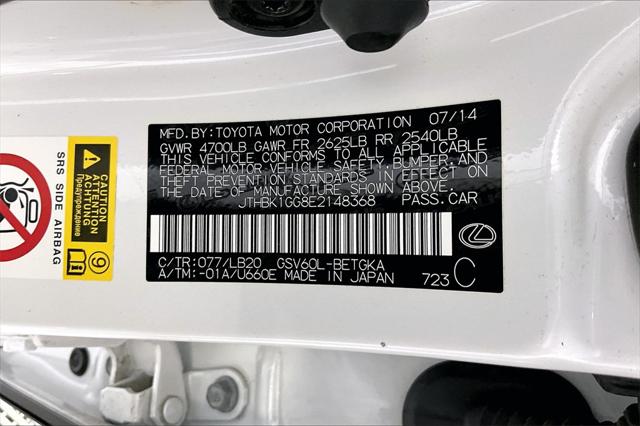 MFD.BY:TOYOTA MOTOR CORPORATION 07/14
GVWR 4700LB GAWR FR 2625LB RR 2540LB
THIS VEHICLE CONFORMS TO ALL APPLICABLE
FEDERAL MOTOR VEHICLE SAFETY, BUMPER, AND
THEFT PREVENTION STANDARDS IN EFFECT ON
THE DATE OF MANUFACTURE SHOWN ABOVE.
JTHBK1GG8E2148368 PASS.CAR
C/TR:077/LB20 GSV60L-BETGKA
A/TM:-01A/U660E MADE IN JAPAN 723 C
SRS SIDE AIRBAG
CAUTION
ATTENTION
ACHTUNG
Предупреждение
9